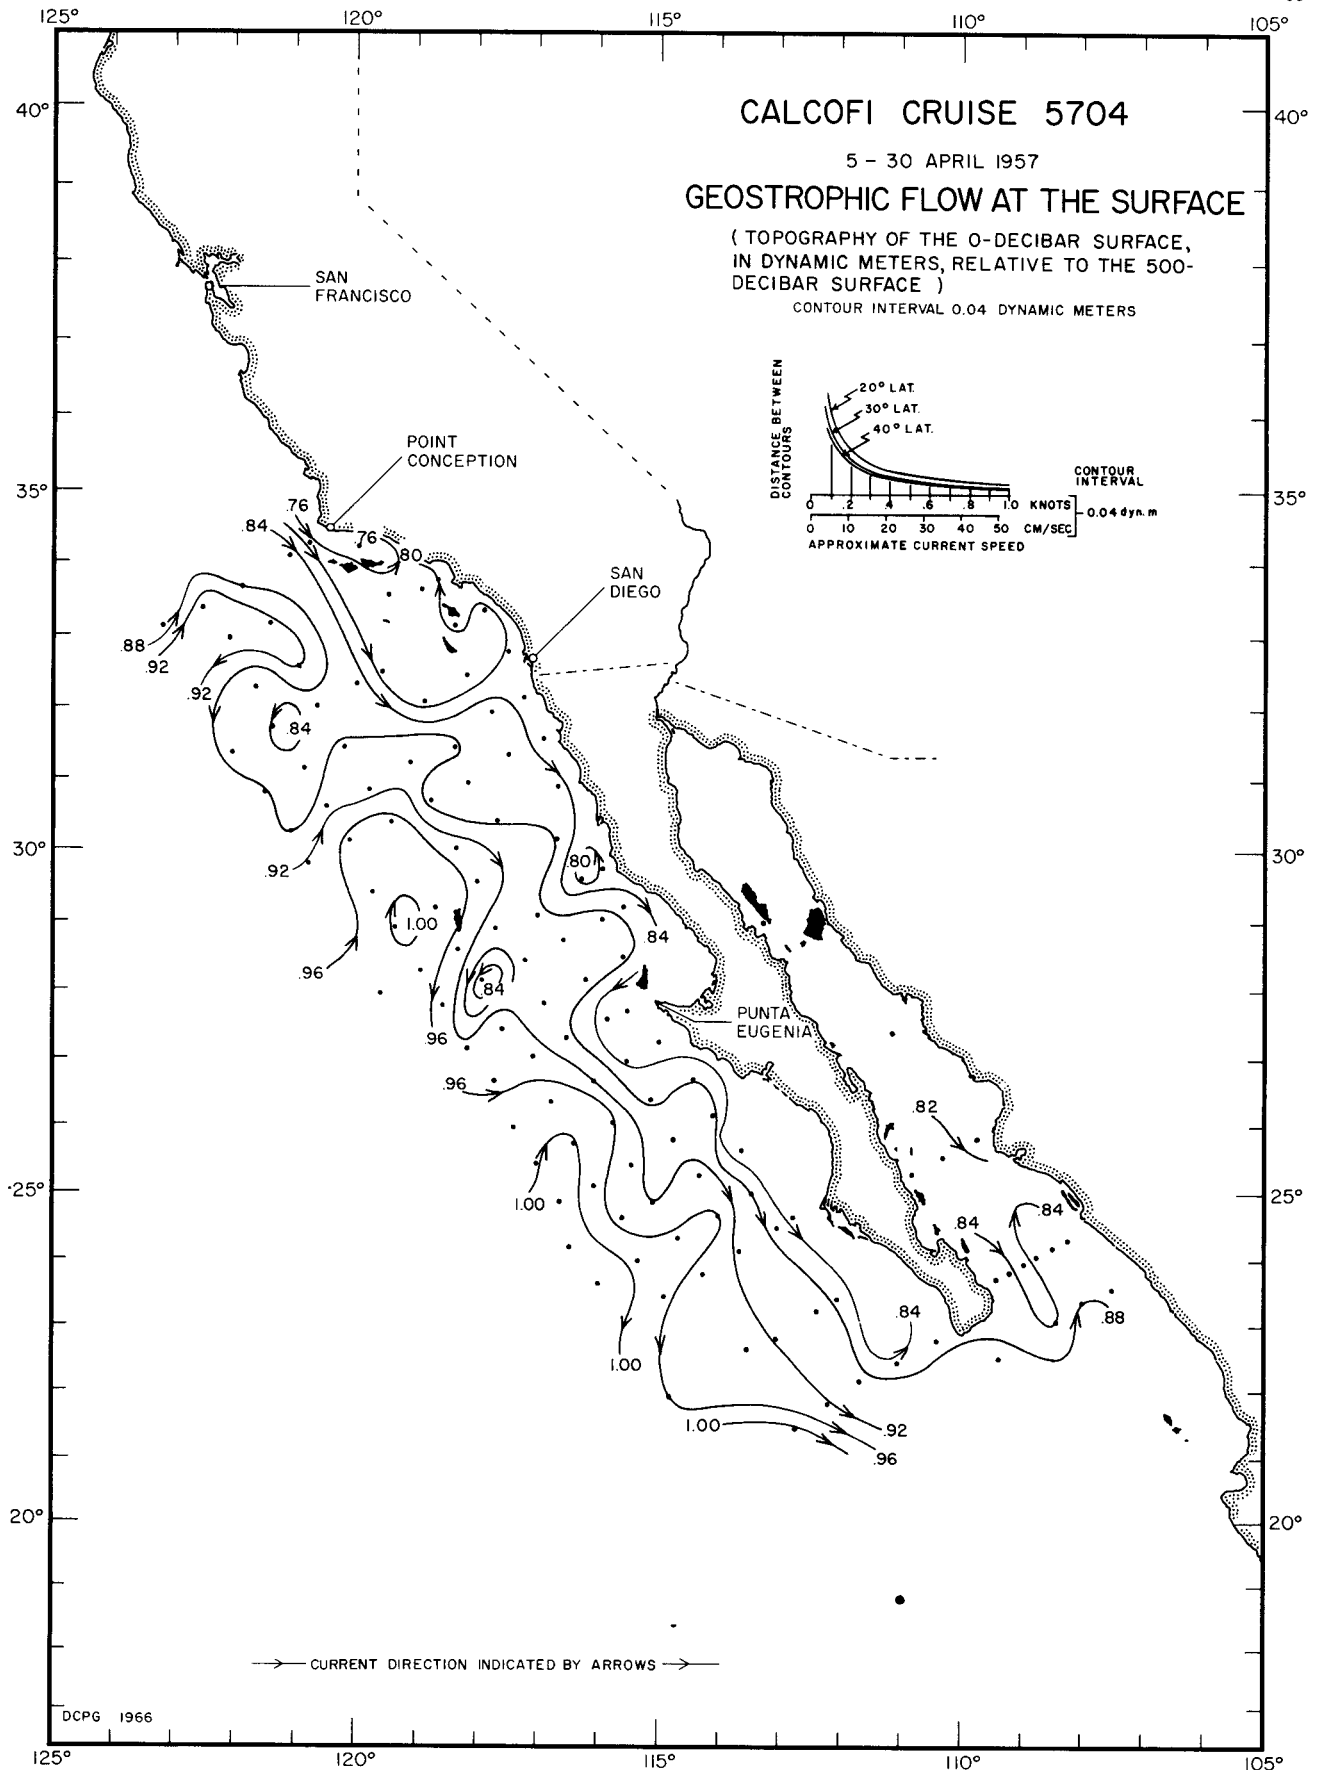 125°
120°
115°
110°
105°
40°
40°
CALCOFI CRUISE 5704
5 – 30 APRIL 1957
GEOSTROPHIC FLOW AT THE SURFACE
( TOPOGRAPHY OF THE 0-DECIBAR SURFACE,
IN DYNAMIC METERS, RELATIVE TO THE 500-
DECIBAR SURFACE )
CONTOUR INTERVAL 0.04 DYNAMIC METERS
SAN
FRANCISCO
DISTANCE BETWEEN
CONTOURS
20° LAT.
30° LAT.
40° LAT.
CONTOUR
INTERVAL
0 .2 .4 .6 .8 1.0 KNOTS
0.04 dyn. m
0 10 20 30 40 50 CM/SEC
APPROXIMATE CURRENT SPEED
POINT
CONCEPTION
35°
35°
.76
.84
.76
.80
SAN
DIEGO
.88
.92
.92
.84
30°
30°
.92
.80
1.00
.84
.96
.84
PUNTA
EUGENIA
.96
.96
.82
25°
25°
1.00
.84
.84
.84
.88
1.00
1.00
.92
.96
20°
20°
CURRENT DIRECTION INDICATED BY ARROWS
DCPG 1966
125°
120°
115°
110°
105°